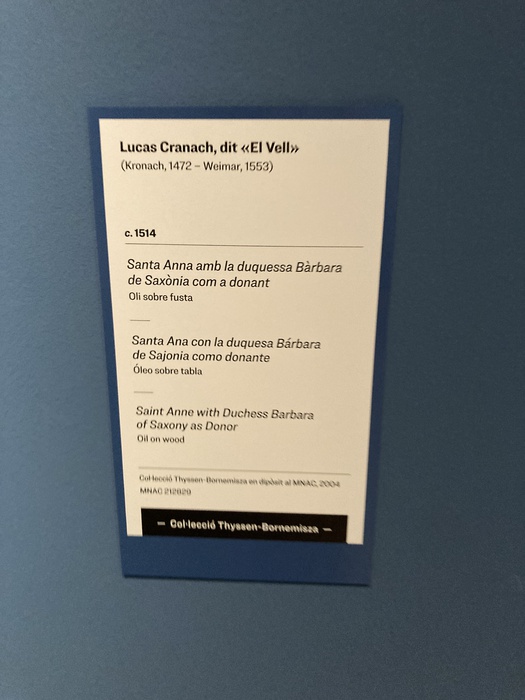 Lucas Cranach, dit «El Vell»
(Kronach, 1472 – Weimar, 1553)
c. 1514
Santa Anna amb la duquessa Bàrbara
de Saxònia com a donant
Oli sobre fusta
Santa Ana con la duquesa Bárbara
de Sajonia como donante
Óleo sobre tabla
Saint Anne with Duchess Barbara
of Saxony as Donor
Oil on wood
Col·lecció Thyssen-Bornemisza en dipòsit al MNAC, 2004
MNAC 212829
– Col·lecció Thyssen-Bornemisza –